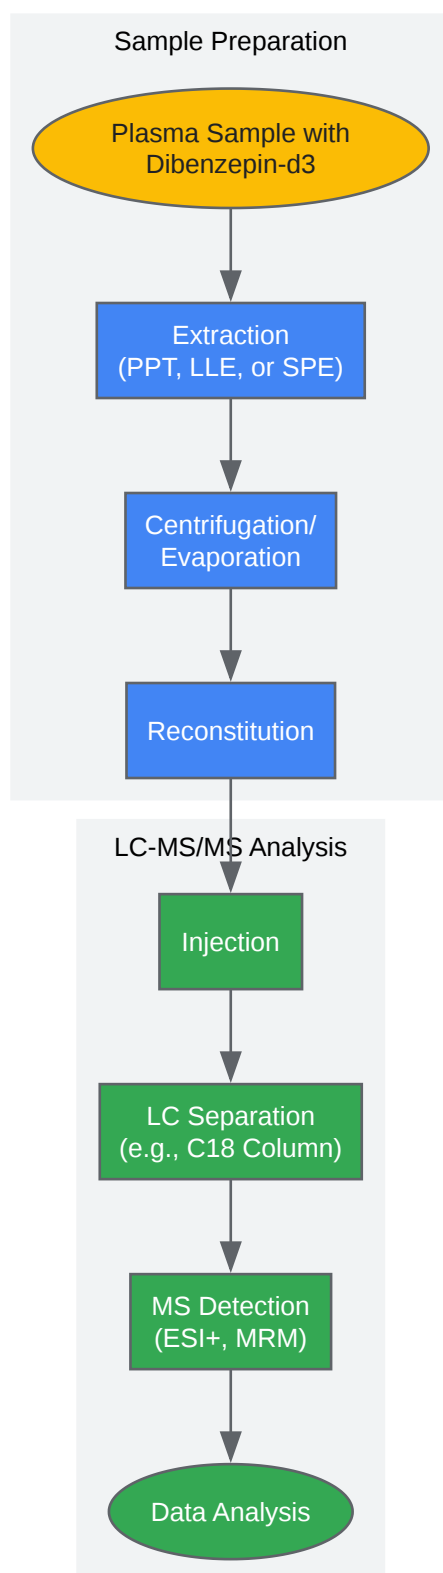 Sample Preparation
Plasma Sample with
Dibenzepin-d3
Extraction
(PPT, LLE, or SPE)
Centrifugation/
Evaporation
Reconstitution
LC-MS/MS Analysis
Injection
LC Separation
(e.g., C18 Column)
MS Detection
(ESI+, MRM)
Data Analysis